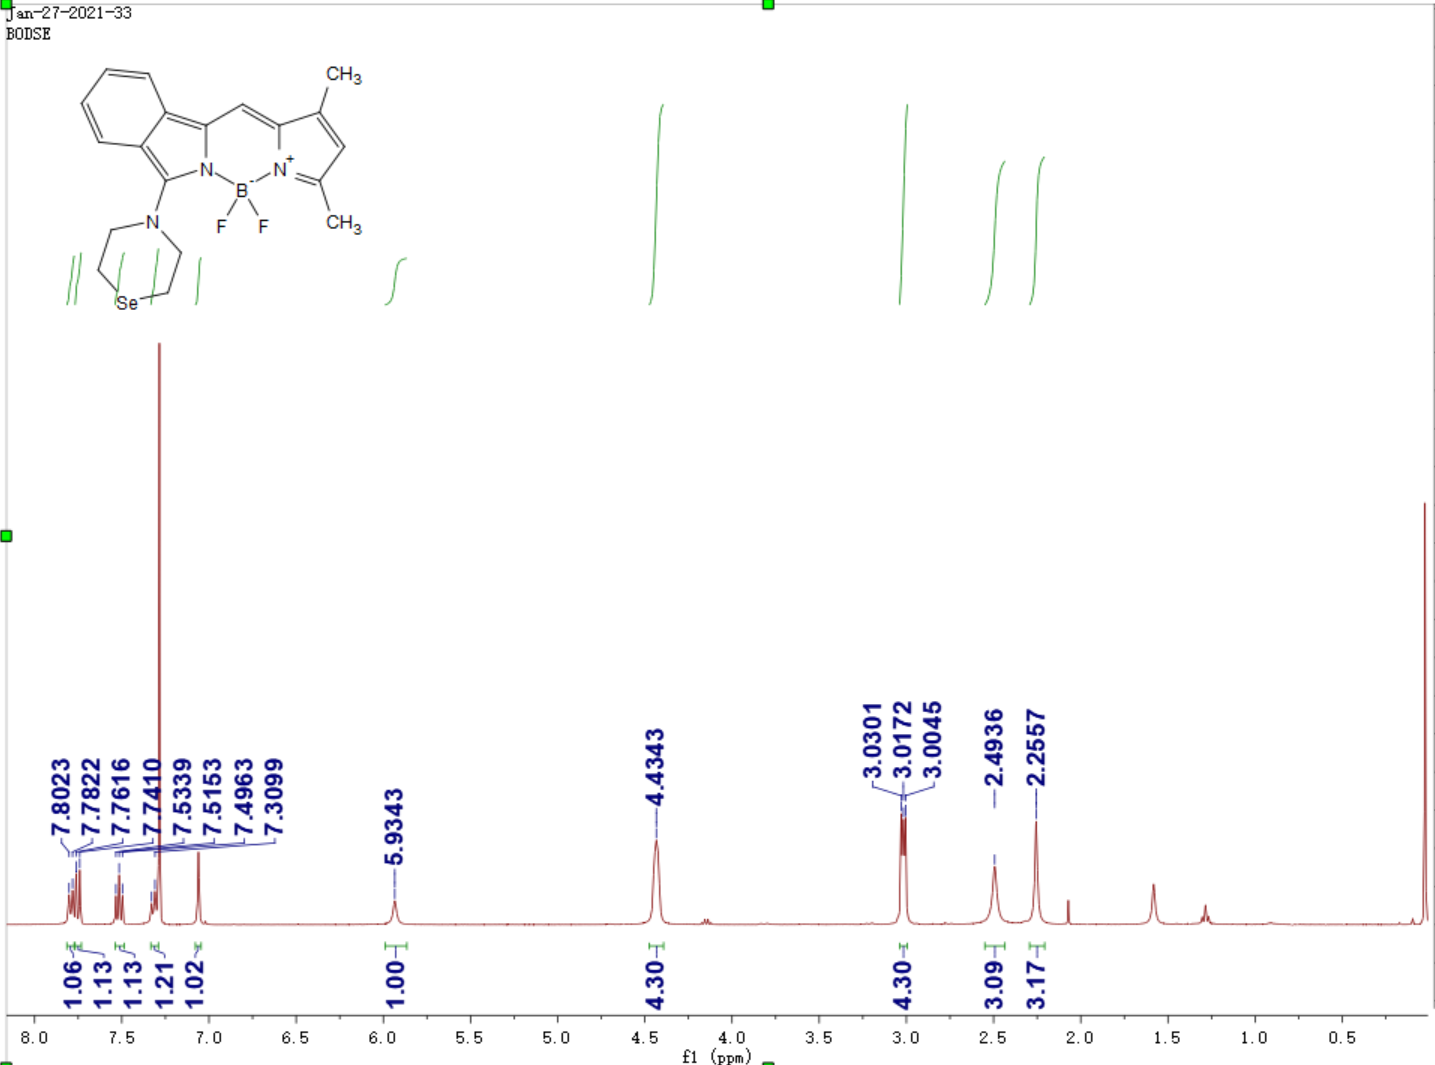 Jan-27-2021-33
BODSE
CH3
N
N+
B-
F F
CH3
N
Se
7.8023
7.7822
7.7616
7.7410
7.5339
7.5153
7.4963
7.3099
5.9343
4.4343
3.0301
3.0172
3.0045
2.4936
2.2557
1.06
1.13
1.13
1.21
1.02
1.00
4.30
4.30
3.09
3.17
8.0 7.5 7.0 6.5 6.0 5.5 5.0 4.5 4.0 3.5 3.0 2.5 2.0 1.5 1.0 0.5
f1 (ppm)